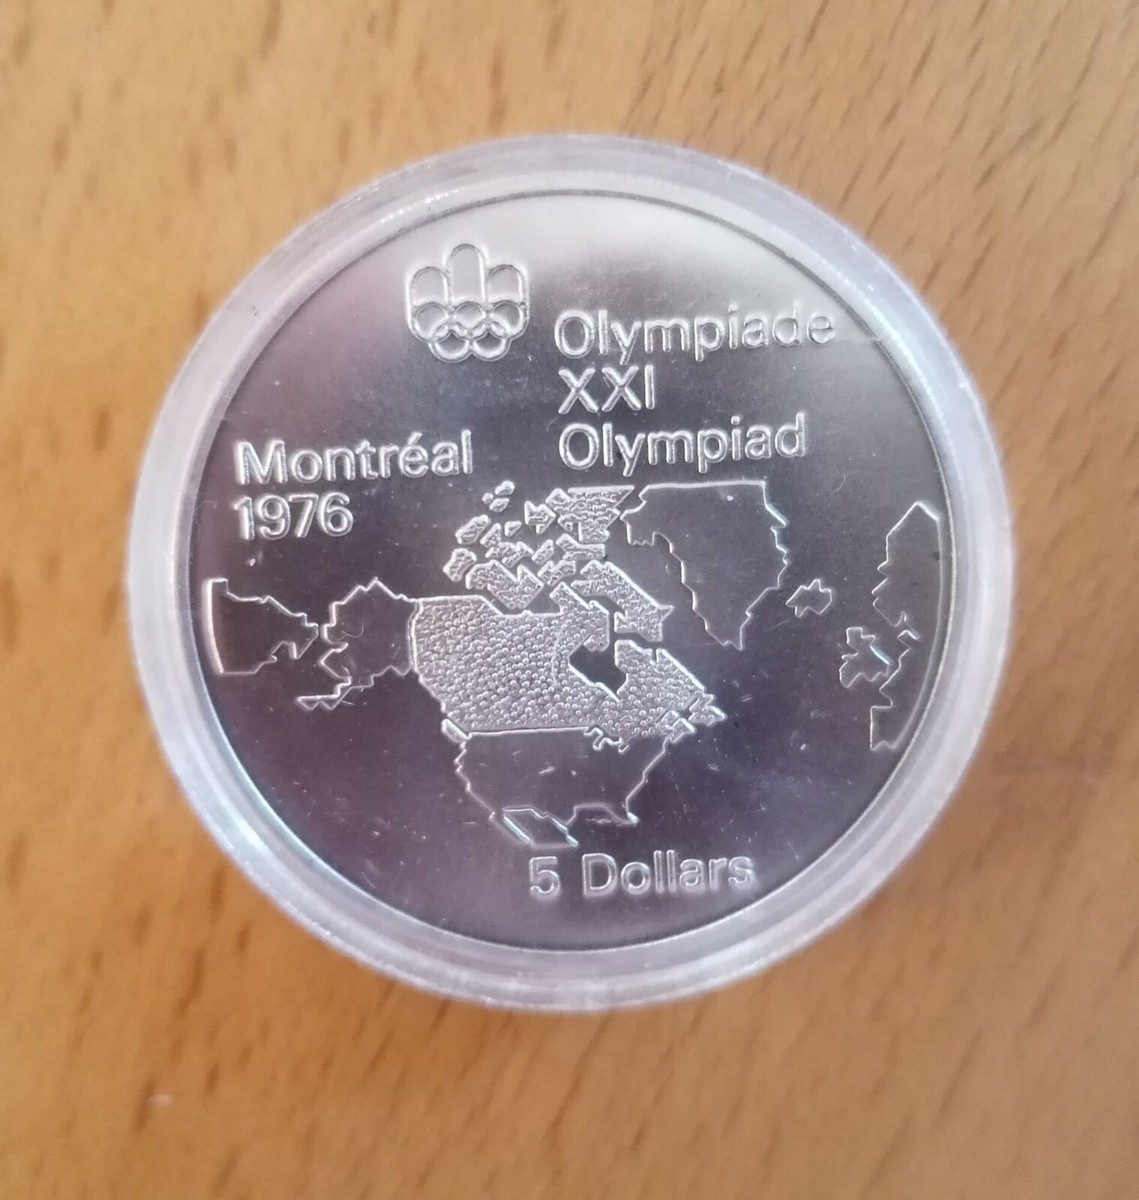 Olympiade
XXI
Olympiad
Montréal
1976
5 Dollars